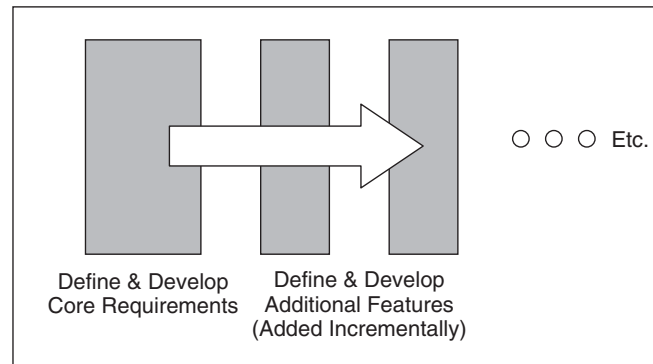 Etc.
Define & Develop
Core Requirements
Define & Develop
Additional Features
(Added Incrementally)